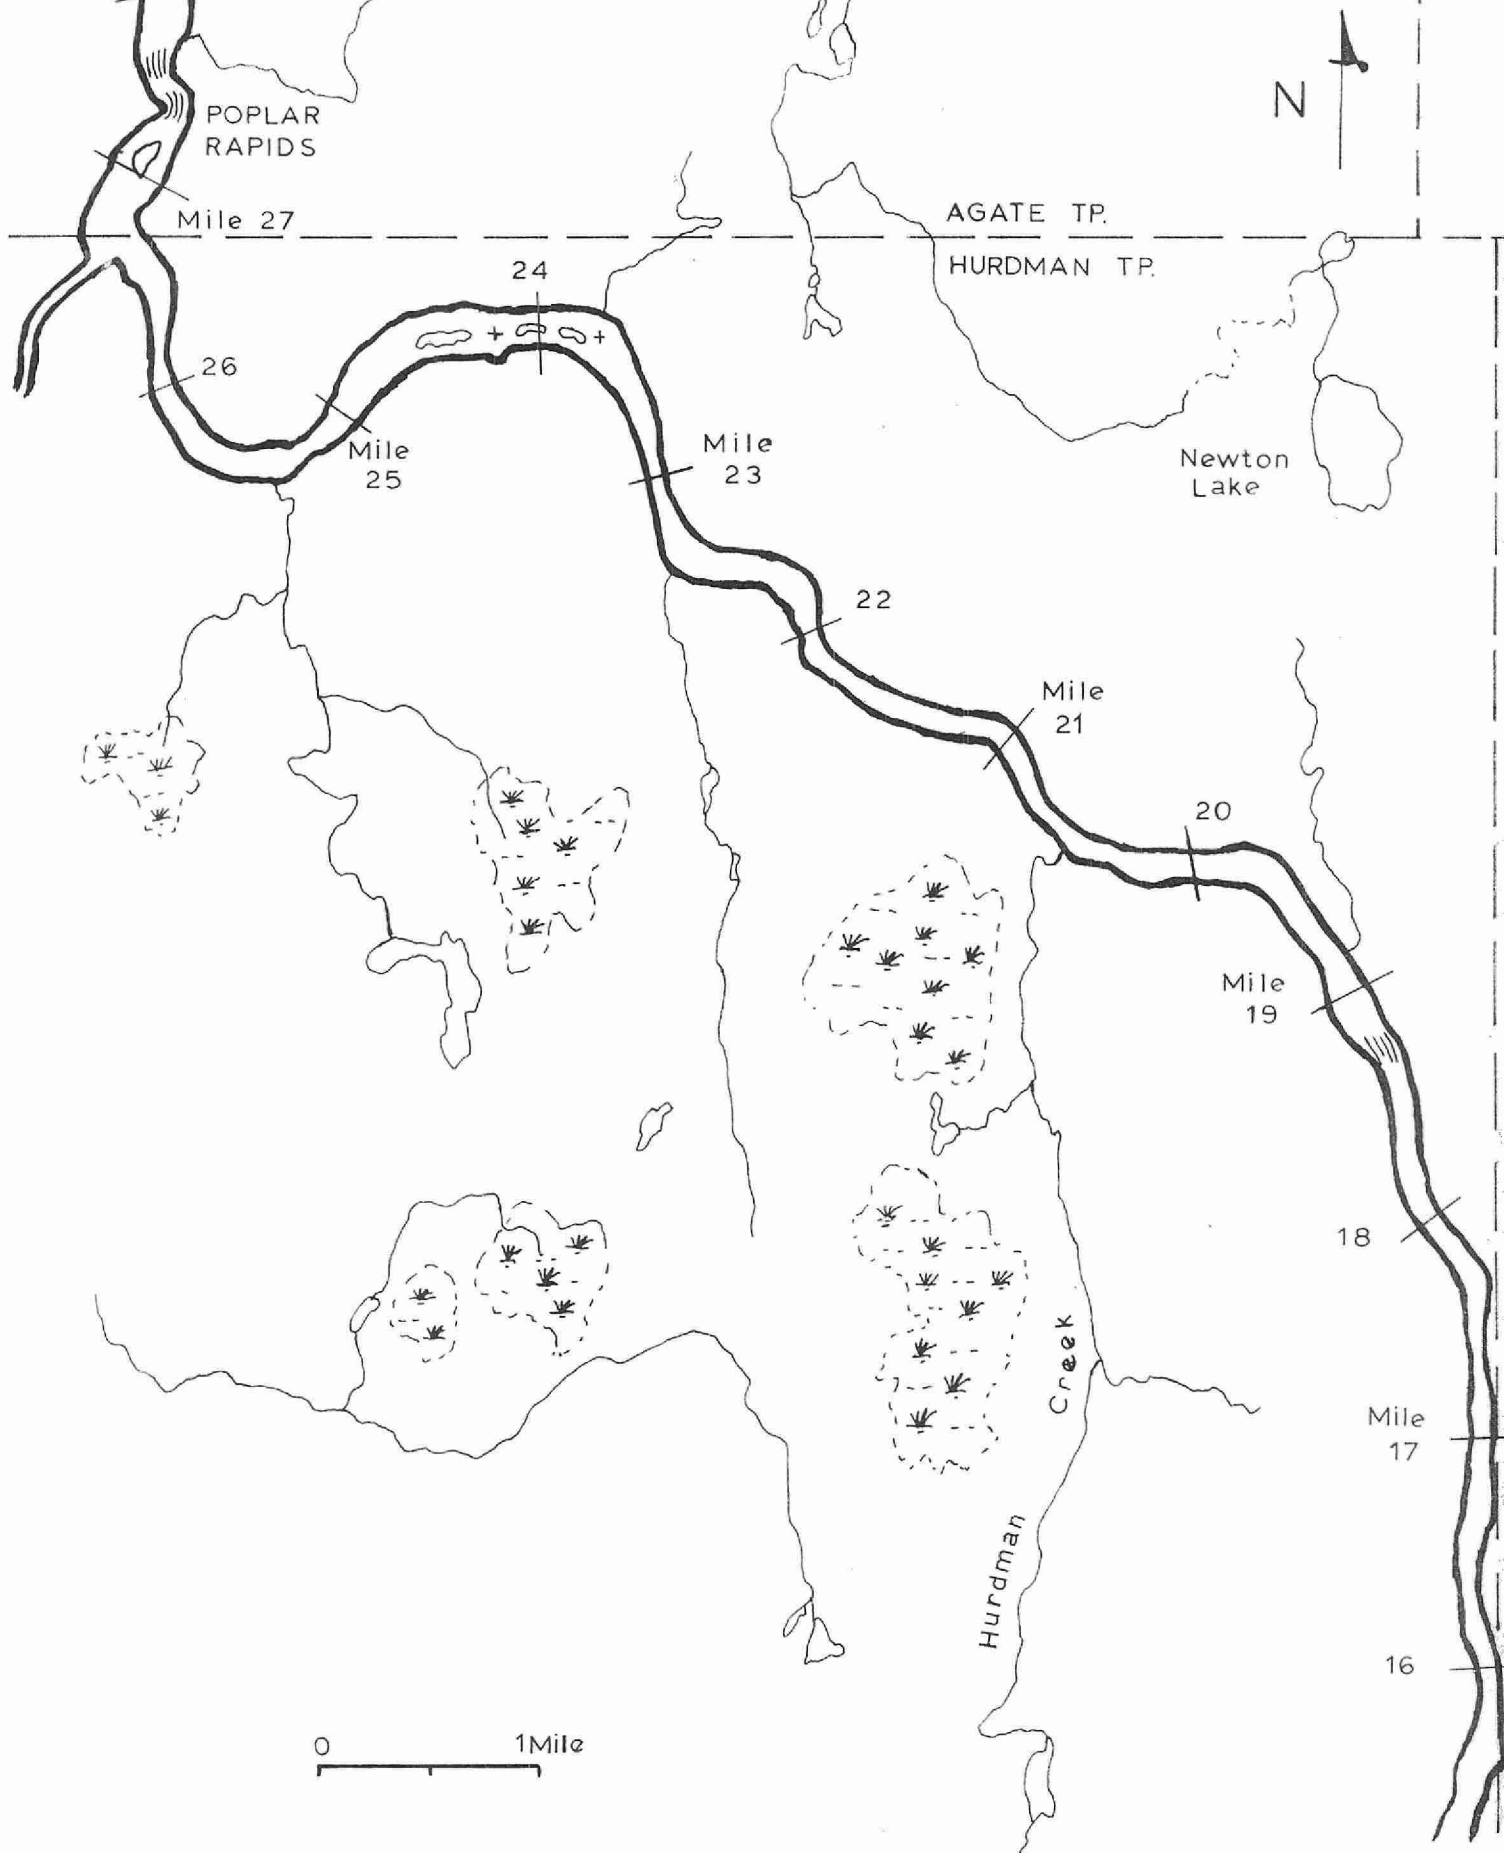 N
POPLAR
RAPIDS
Mile 27
AGATE TP.
HURDMAN TP.
24
26
Mile
25
Mile
23
Newton
Lake
22
Mile
21
20
Mile
19
18
Creek
Mile
17
Hurdman
16
0 1Mile